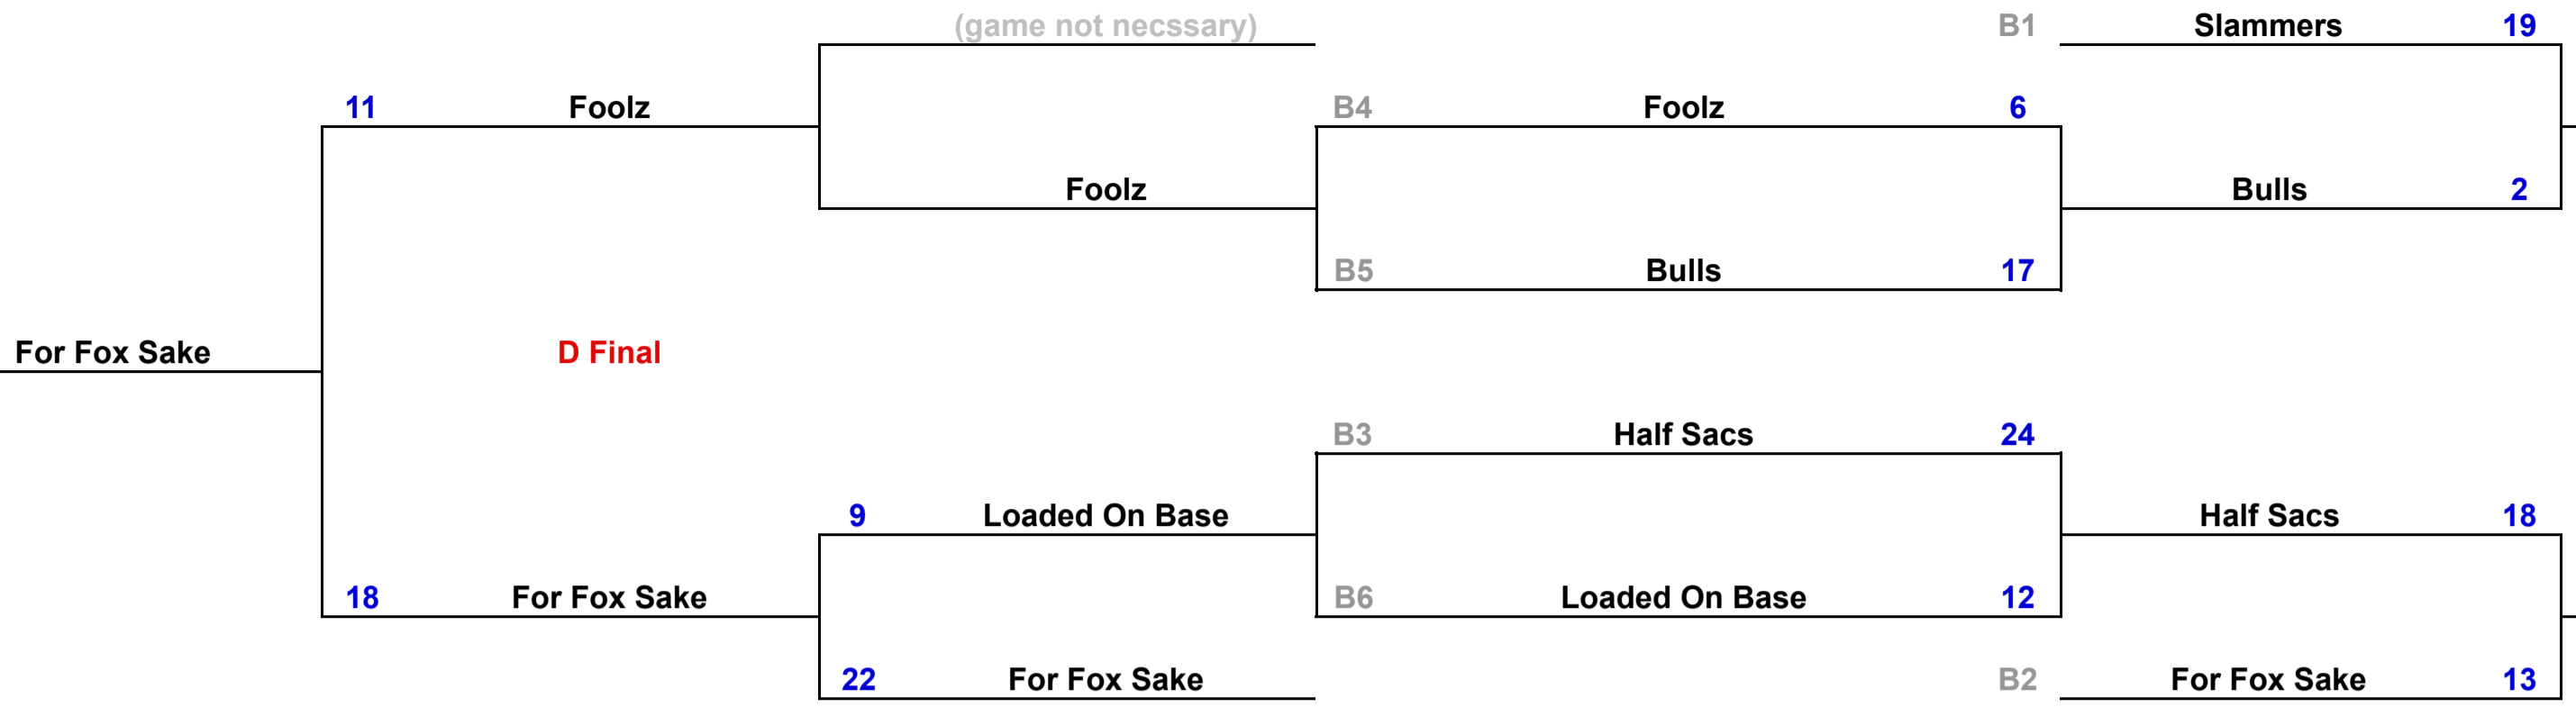 (game not necssary) B1 Slammers 19
11 Foolz B4 Foolz 6
Foolz Bulls 2
B5 Bulls 17
For Fox Sake D Final
B3 Half Sacs 24
9 Loaded On Base Half Sacs 18
18 For Fox Sake B6 Loaded On Base 12
22 For Fox Sake B2 For Fox Sake 13